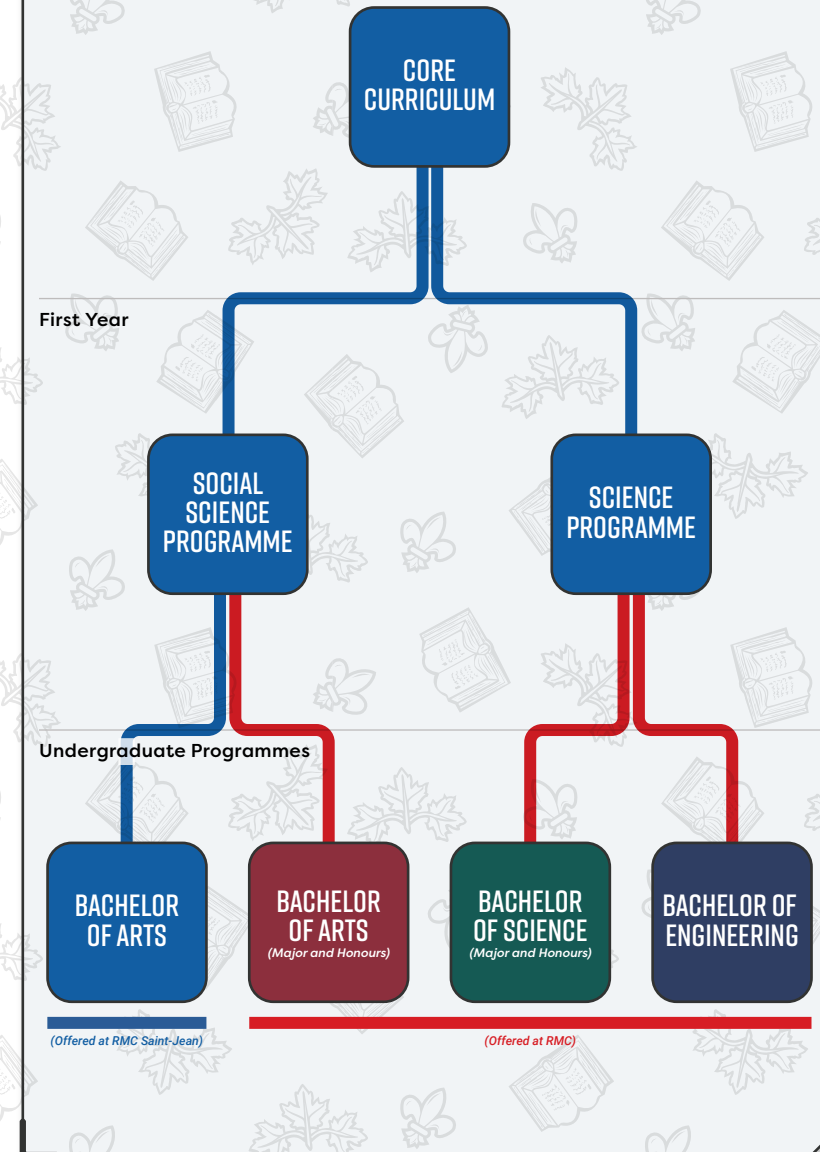 CORE
CURRICULUM
First Year
SOCIAL
SCIENCE
PROGRAMME
SCIENCE
PROGRAMME
Undergraduate Programmes
BACHELOR
OF ARTS
BACHELOR
OF ARTS
(Major and Honours)
BACHELOR
OF SCIENCE
(Major and Honours)
BACHELOR OF
ENGINEERING
(Offered at RMC Saint-Jean)
(Offered at RMC)